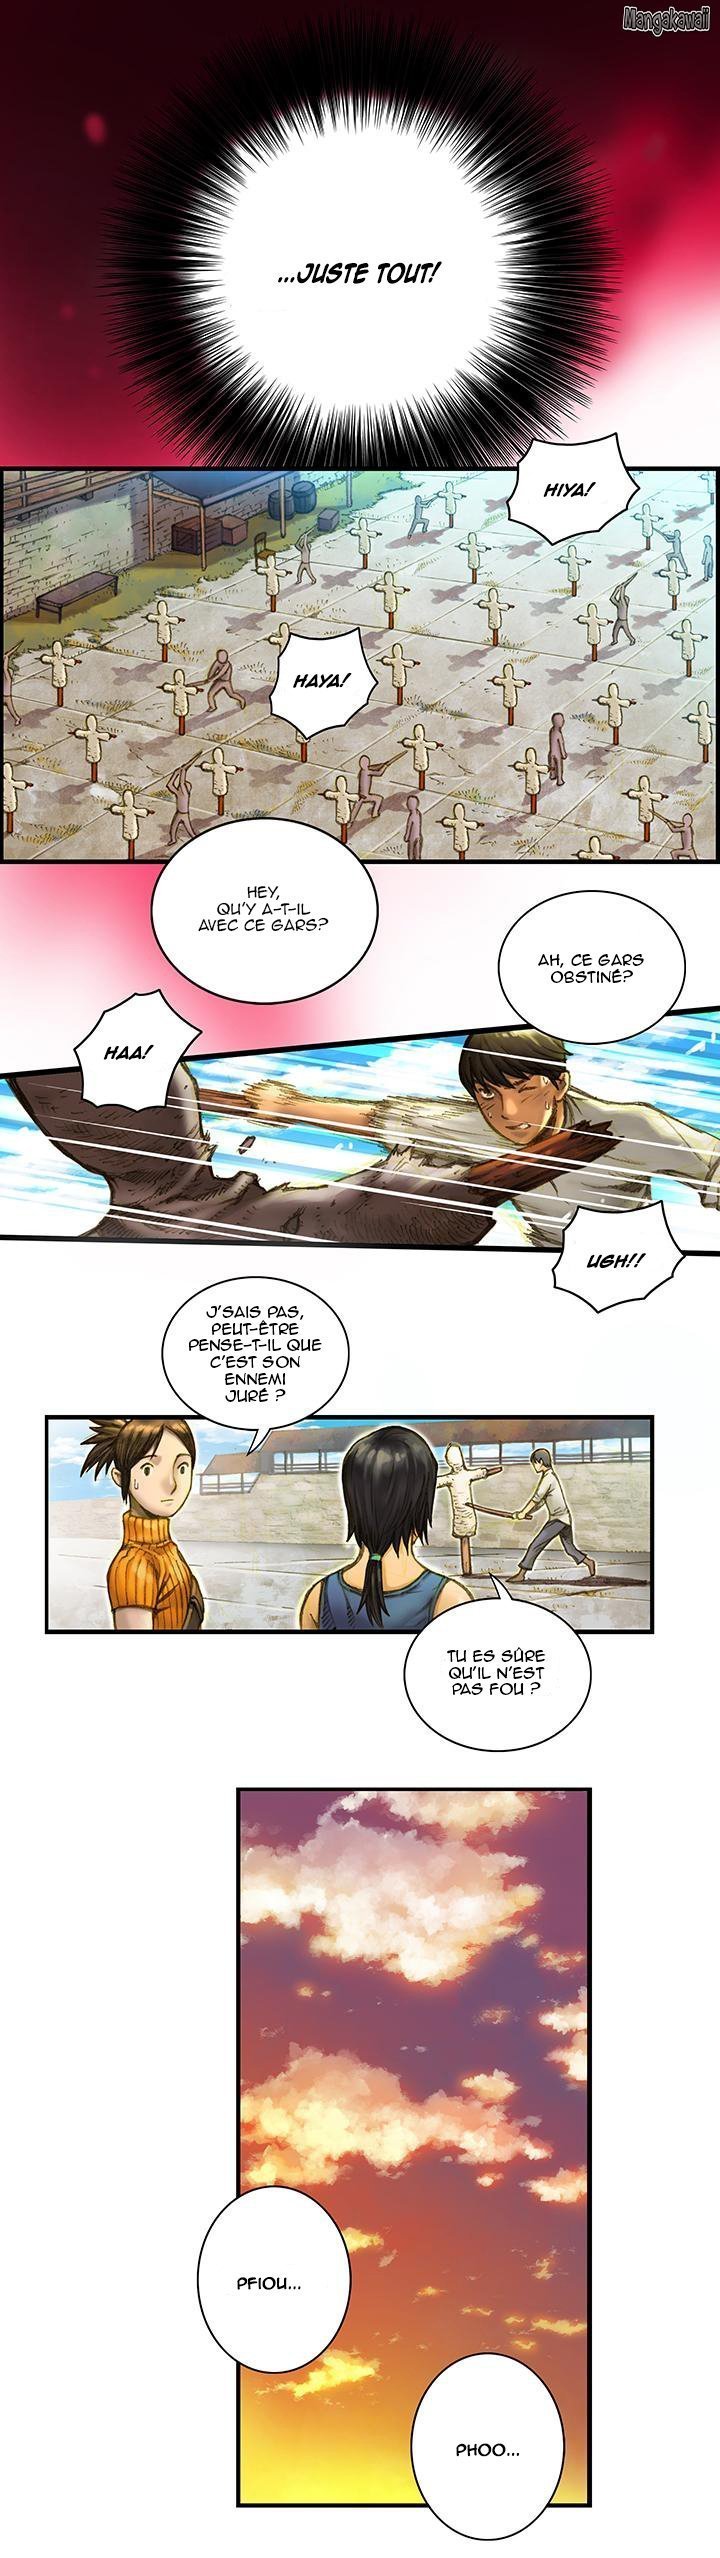 Mangakawaii
...JUSTE TOUT!
HIYA!
HAYA!
HEY,
QU'Y A-T-IL
AVEC CE GARS?
AH, CE GARS
OBSTINÉ?
HAA!
UGH!!
J'SAIS PAS,
PEUT-ÊTRE
PENSE-T-IL QUE
C'EST SON
ENNEMI
JURÉ ?
TU ES SÛRE
QU'IL N'EST
PAS FOU ?
PFIOU...
PHOO...